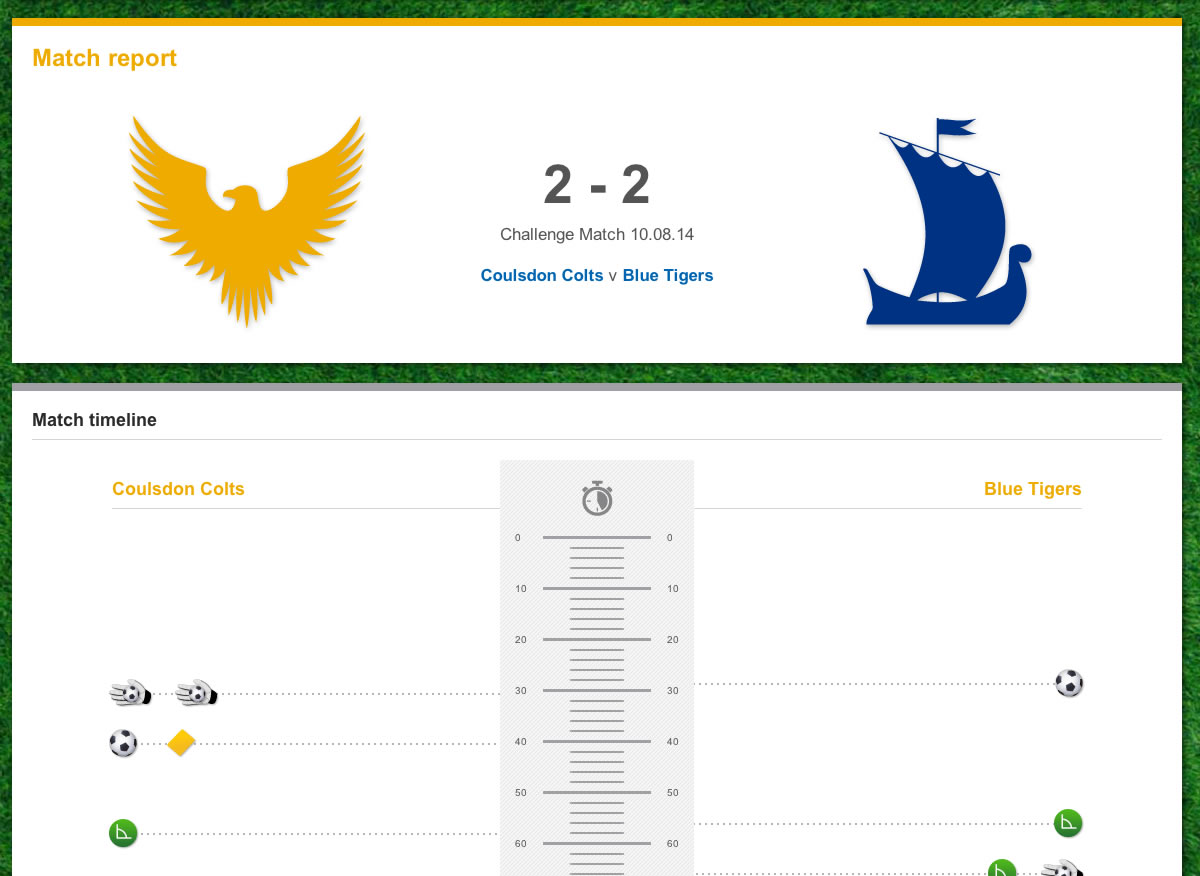 Match report
2 - 2
Challenge Match 10.08.14
Coulsdon Colts v Blue Tigers
Match timeline
Coulsdon Colts Blue Tigers
0 0
10 10
20 20
30 30
40 40
50 50
60 60